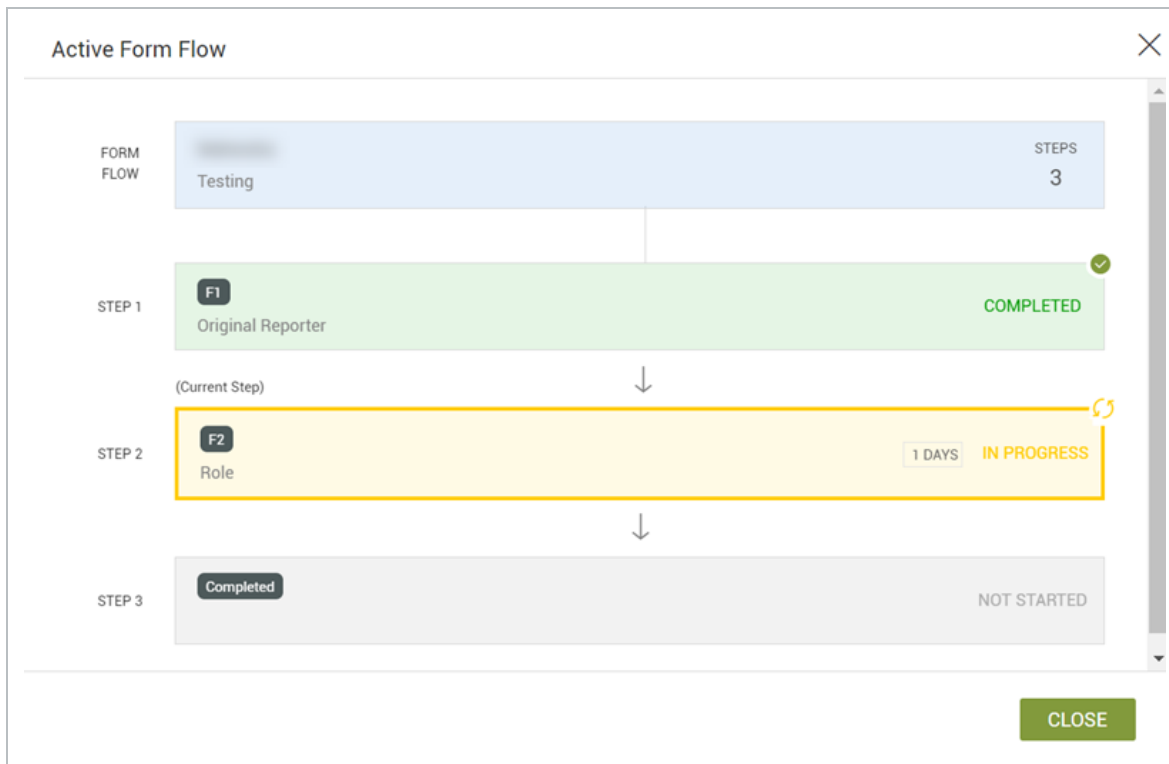 Active Form Flow
FORM
FLOW
Testing
STEPS
3
STEP 1
F1
Original Reporter
COMPLETED
(Current Step)
STEP 2
F2
Role
1 DAYS
IN PROGRESS
STEP 3
Completed
NOT STARTED
CLOSE